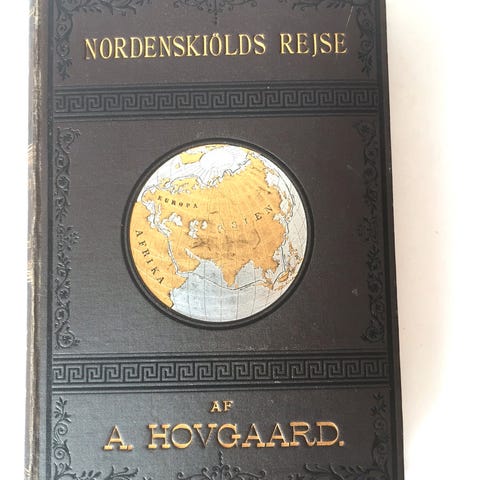 NORDENSKIÖLDS REJSE
EUROPA
ASIEN
AFRIKA
AF
A. HOVGAARD.